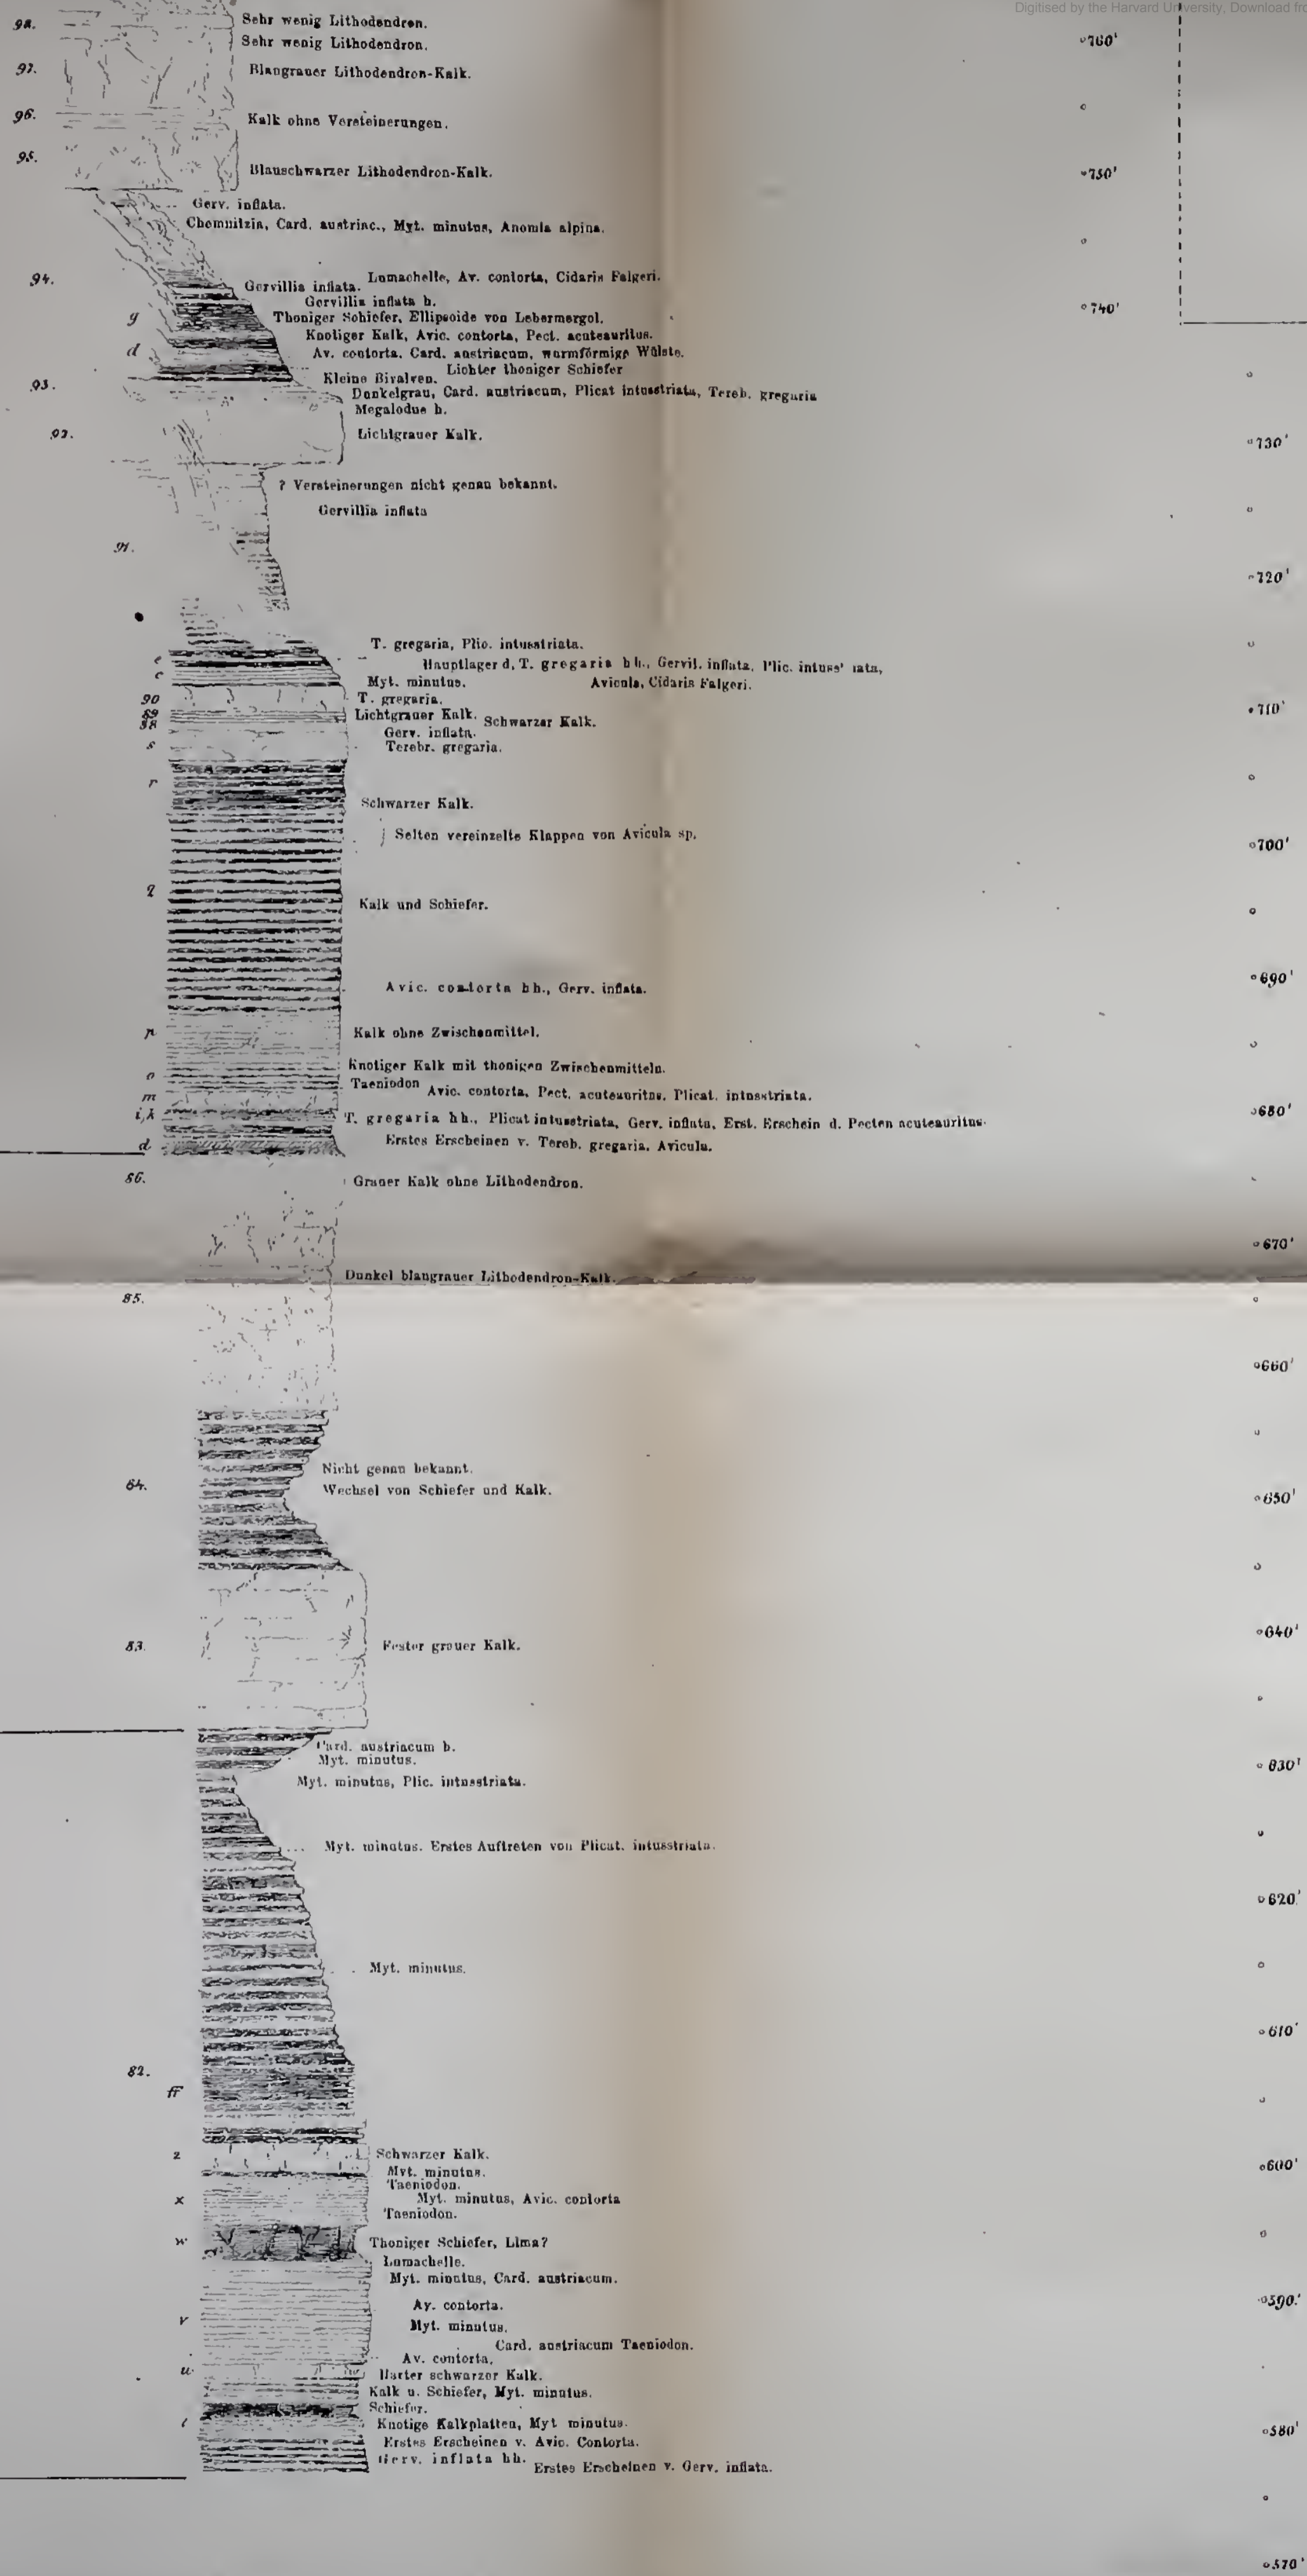 Digitised by the Harvard University, Download fro
98. Sehr wenig Lithodendron.
Sehr wenig Lithodendron.
760'
97. Blaugrauer Lithodendron-Kalk.
96. Kalk ohne Versteinerungen.
95. Blauschwarzer Lithodendron-Kalk.
750'
Gerv. inflata.
Chemnitzia, Card. austriac., Myt. minutus, Anomia alpina.
94. Gervillia inflata. Lumachelle, Av. contorta, Cidaris Falgeri.
Gervillia inflata h.
740'
g Thoniger Schiefer, Ellipsoide von Lebermergel.
Knolliger Kalk, Avic. contorta, Pect. acuteauritus.
d Av. contorta, Card. austriacum, wurmförmige Wülste.
Lichter thoniger Schiefer
93. Kleine Bivalven.
Dunkelgrau, Card. austriacum, Plicat intusstriata, Tereb. gregaria
Megalodus h.
92. Lichtgrauer Kalk.
730'
? Versteinerungen nicht genau bekannt.
Gervillia inflata
91.
720'
T. gregaria, Plic. intusstriata.
e Hauptlager d. T. gregaria hh., Gervil. inflata, Plic. intuss' iata,
c Myt. minutus. Avicula, Cidaris Falgeri.
90 T. gregaria.
89 Lichtgrauer Kalk. Schwarzer Kalk.
710'
88 Gerv. inflata.
s Terebr. gregaria.
r Schwarzer Kalk.
Selten vereinzelte Klappen von Avicula sp.
700'
q Kalk und Schiefer.
Avic. contorta hh., Gerv. inflata.
690'
p Kalk ohne Zwischenmittel.
o Knotiger Kalk mit thonigen Zwischenmitteln.
m Taeniodon Avic. contorta, Pect. acuteauritus, Plicat. intusstriata.
i, k T. gregaria hh., Plicat intusstriata, Gerv. inflata, Erst. Erschein d. Pecten acuteauritus.
680'
d Erstes Erscheinen v. Tereb. gregaria, Avicula.
86. Grauer Kalk ohne Lithodendron.
670'
Dunkel blaugrauer Lithodendron-Kalk.
85.
660'
Nicht genau bekannt.
84. Wechsel von Schiefer und Kalk.
650'
83. Fester grauer Kalk.
640'
Card. austriacum b.
Myt. minutus.
630'
Myt. minutus, Plic. intusstriata.
Myt. minutus. Erstes Auftreten von Plicat. intusstriata.
620'
Myt. minutus.
610'
82.
ff
z Schwarzer Kalk.
600'
Myt. minutus.
Taeniodon.
x Myt. minutus, Avic. contorta
Taeniodon.
w Thoniger Schiefer, Lima?
Lumachelle.
Myt. minutus, Card. austriacum.
590.'
Av. contorta.
v Myt. minutus.
Card. austriacum Taeniodon.
Av. contorta.
u Harter schwarzer Kalk.
Kalk u. Schiefer, Myt. minutus.
Schiefer.
t Knotige Kalkplatten, Myt minutus.
580'
Erstes Erscheinen v. Avic. Contorta.
Gerv. inflata hh.
Erstes Erscheinen v. Gerv. inflata.
570'